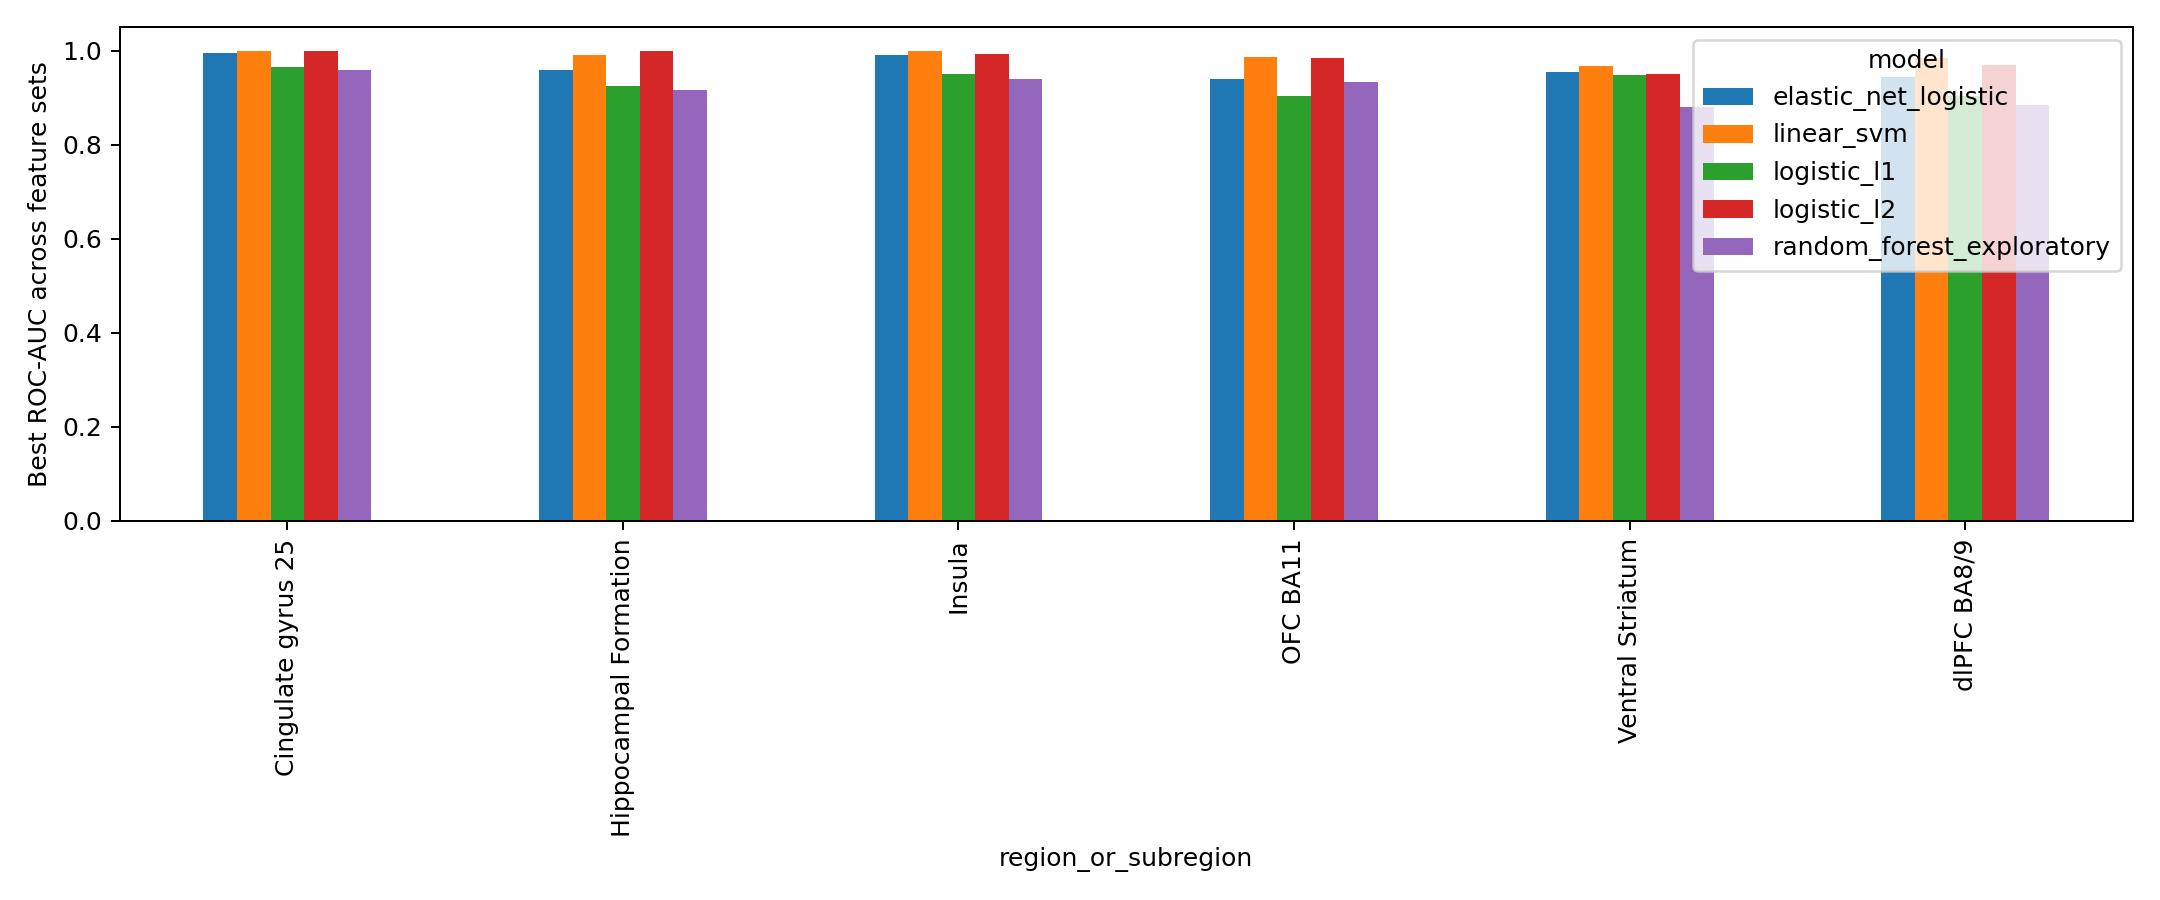 Best ROC-AUC across feature sets
1.0
0.8
0.6
0.4
0.2
0.0
model
elastic_net_logistic
linear_svm
logistic_l1
logistic_l2
random_forest_exploratory
Cingulate gyrus 25
Hippocampal Formation
Insula
OFC BA11
Ventral Striatum
dlPFC BA8/9
region_or_subregion